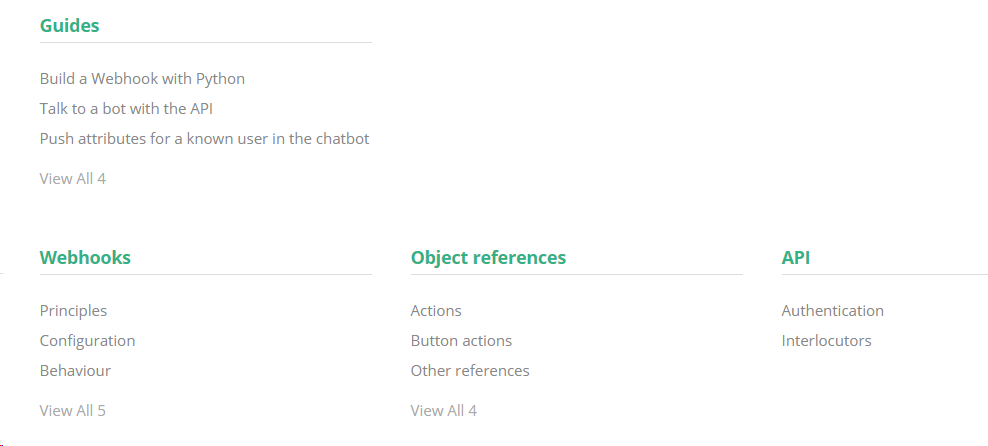 Guides
Build a Webhook with Python
Talk to a bot with the API
Push attributes for a known user in the chatbot
View All 4
Webhooks
Principles
Configuration
Behaviour
View All 5
Object references
Actions
Button actions
Other references
View All 4
API
Authentication
Interlocutors